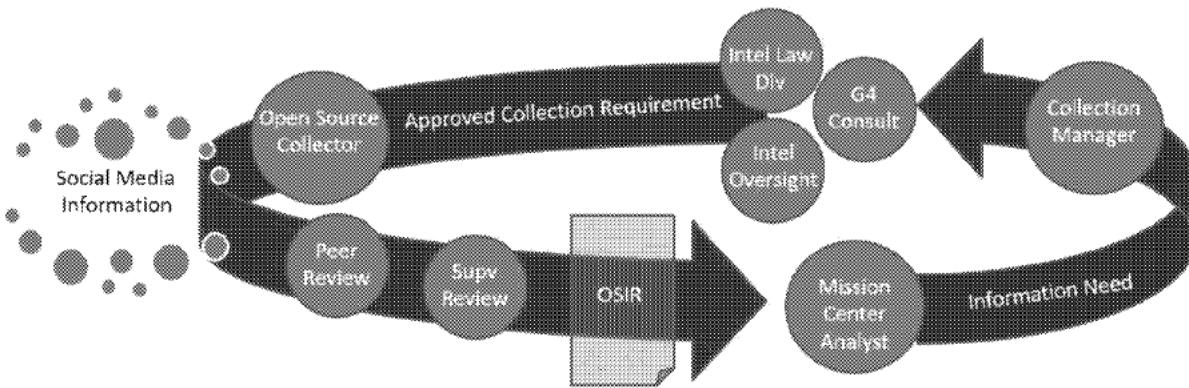 Social Media
Information
Open Source
Collector
Approved Collection Requirement
Intel Law
Div
G4
Consult
Intel
Oversight
Collection
Manager
Peer
Review
Supv
Review
OSIR
Mission
Center
Analyst
Information Need